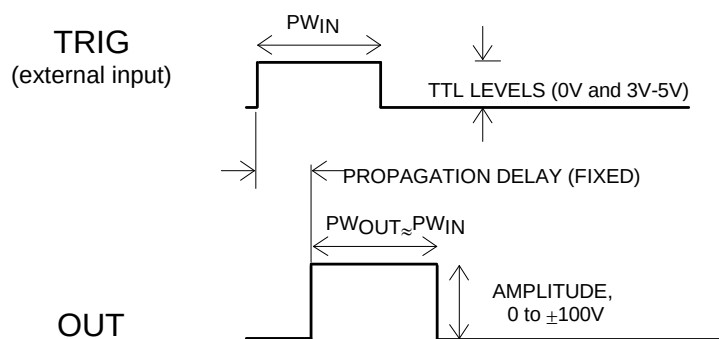 PWIN
TRIG
(external input)
TTL LEVELS (0V and 3V-5V)
PROPAGATION DELAY (FIXED)
PWOUT≈PWIN
AMPLITUDE,
0 to ±100V
OUT